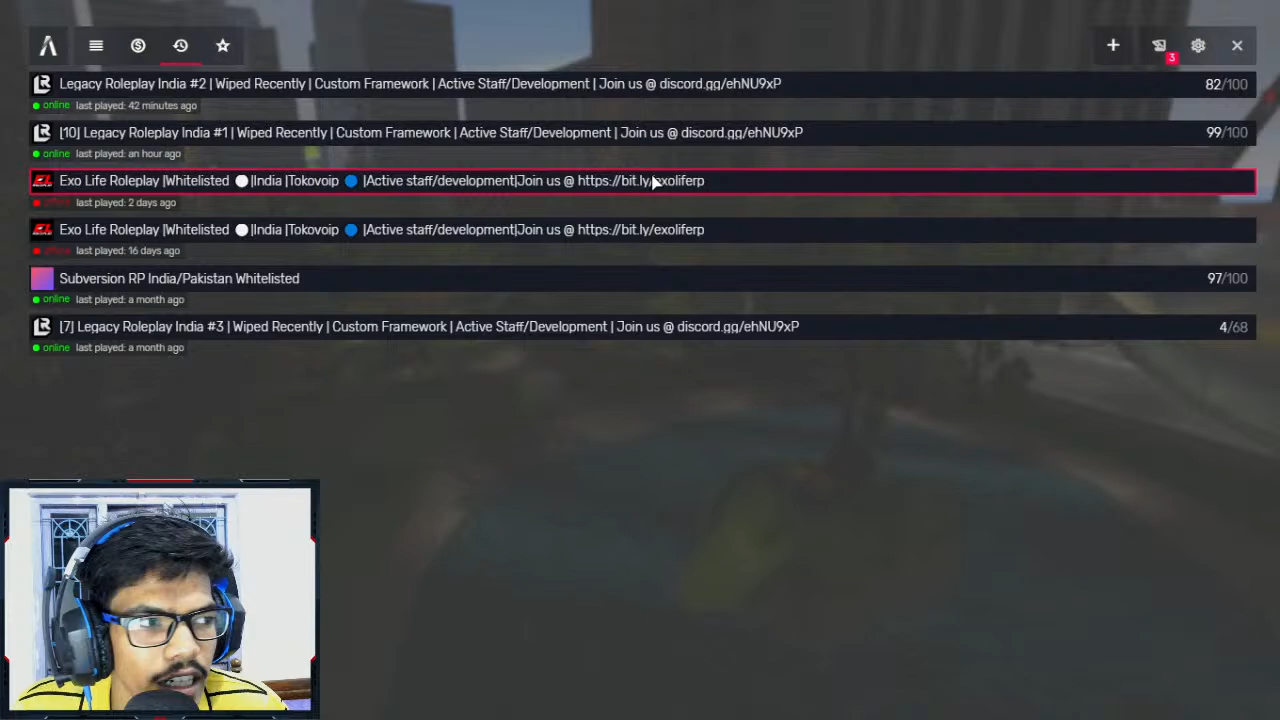 3
Legacy Roleplay India #2 | Wiped Recently | Custom Framework | Active Staff/Development | Join us @ discord.gg/ehNU9xP 82/100
online last played: 42 minutes ago
[10] Legacy Roleplay India #1 | Wiped Recently | Custom Framework | Active Staff/Development | Join us @ discord.gg/ehNU9xP 99/100
online last played: an hour ago
Exo Life Roleplay |Whitelisted ⚪|India |Tokovoip 🔵 |Active staff/development|Join us @ https://bit.ly/exoliferp
offline last played: 2 days ago
Exo Life Roleplay |Whitelisted ⚪|India |Tokovoip 🔵 |Active staff/development|Join us @ https://bit.ly/exoliferp
offline last played: 16 days ago
Subversion RP India/Pakistan Whitelisted 97/100
online last played: a month ago
[7] Legacy Roleplay India #3 | Wiped Recently | Custom Framework | Active Staff/Development | Join us @ discord.gg/ehNU9xP 4/68
online last played: a month ago